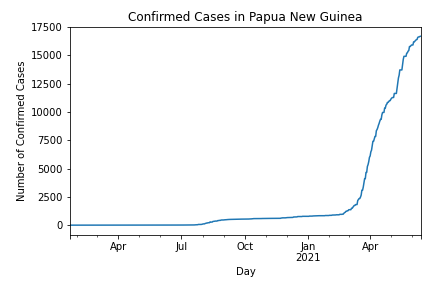 Confirmed Cases in Papua New Guinea
17500
15000
12500
10000
7500
5000
2500
0
Number of Confirmed Cases
Apr Jul Oct Jan Apr
2021
Day